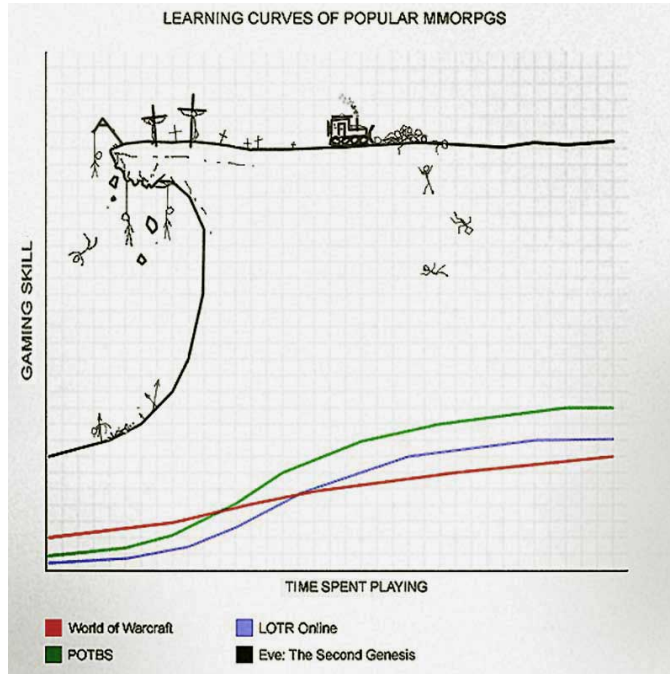 LEARNING CURVES OF POPULAR MMORPGS
GAMING SKILL
TIME SPENT PLAYING
World of Warcraft
LOTR Online
POTBS
Eve: The Second Genesis